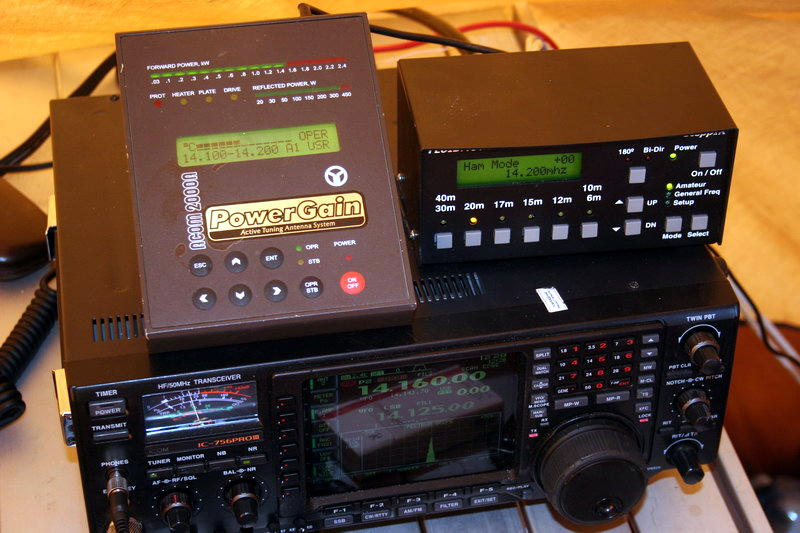 FORWARD POWER, kW
.03 .1 .2 .4 .5 .6 .8 1.0 1.2 1.4 1.6 1.8 2.0 2.2 2.4
PROT HEATER PLATE DRIVE
REFLECTED POWER, W
20 30 50 100 150 200 300 450
°C OPER
14.100-14.200 A1 USR
ACOM 2000A
PowerGain
Active Tuning Antenna System
OPR
STB
POWER
ESC
ENT
OPR
STB
ON
OFF
Ham Mode +00
14.200mhz
180° Bi-Dir Power
On / Off
Amateur
General Freq
Setup
40m
30m 20m 17m 15m 12m
10m
6m
UP
DN
Mode Select
HF/50MHz TRANSCEIVER
IC-756PROIII
TIMER
POWER
TRANSMIT
PHONES
TUNER MONITOR NB NR
AF RF/SQL
BAL NR
14.160.00
0.00
14.125.00
F-1 F-2 F-3 F-4 F-5
SSB CW/RTTY AM/FM FILTER EXIT/SET
SPLIT
MP-W MP-R
TWIN PBT
PBT CLR
NOTCH CW PITCH
RIT